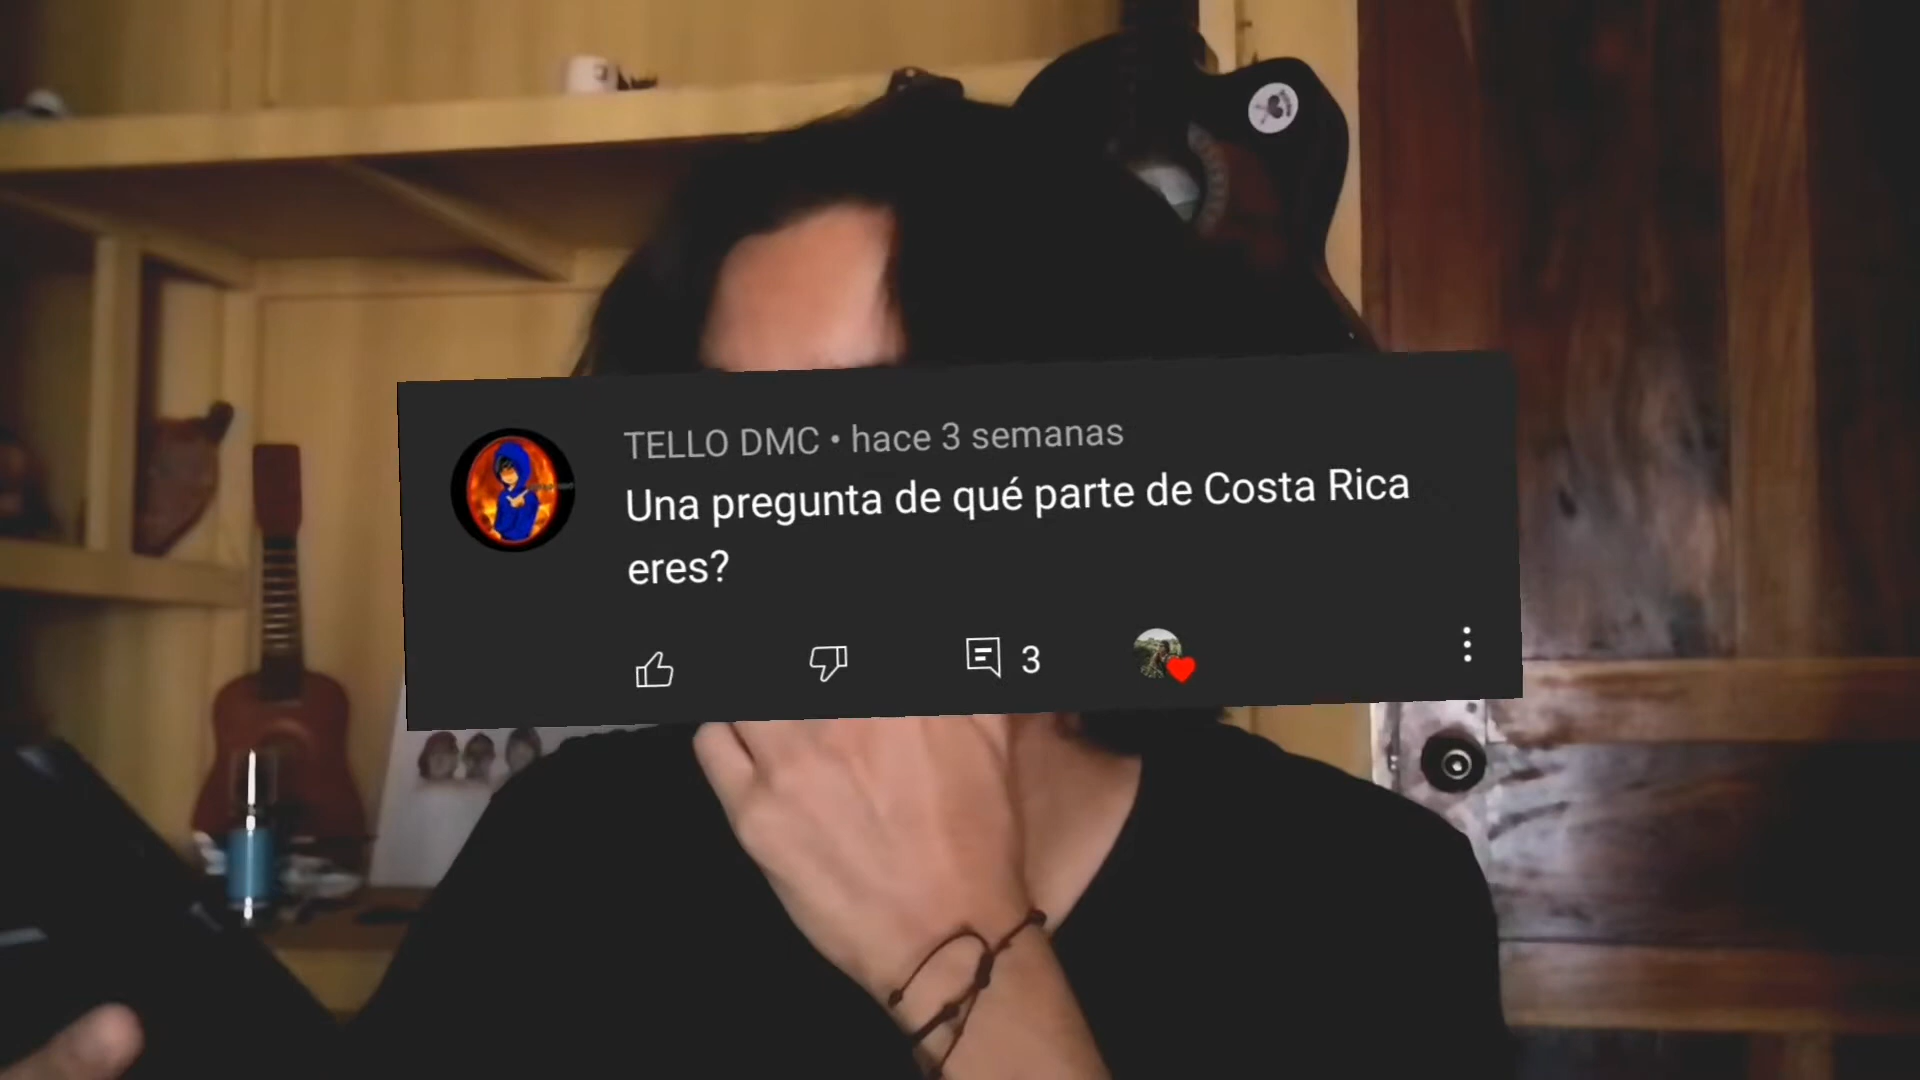 TELLO DMC • hace 3 semanas
Una pregunta de qué parte de Costa Rica
eres?
3